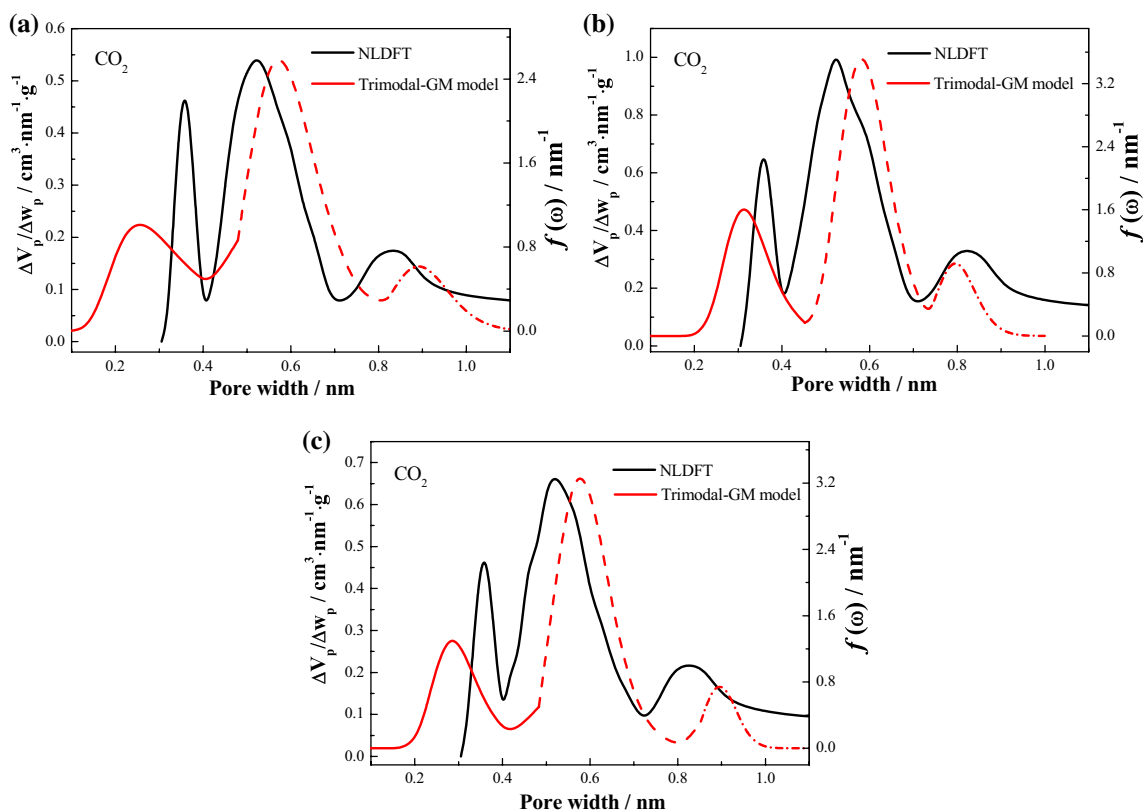 (a)
CO2
NLDFT
Trimodal-GM model
ΔVp/Δwp / cm3·nm-1·g-1
0.6
0.5
0.4
0.3
0.2
0.1
0.0
2.4
1.6
0.8
0.0
f (ω) / nm-1
0.2 0.4 0.6 0.8 1.0
Pore width / nm
(b)
CO2
NLDFT
Trimodal-GM model
ΔVp/Δwp / cm3·nm-1·g-1
1.0
0.8
0.6
0.4
0.2
0.0
3.6
2.4
1.6
0.8
0.0
f (ω) / nm-1
0.2 0.4 0.6 0.8 1.0
Pore width / nm
(c)
CO2
NLDFT
Trimodal-GM model
ΔVp/Δwp / cm3·nm-1·g-1
0.7
0.6
0.5
0.4
0.3
0.2
0.1
0.0
3.2
2.4
1.6
0.8
0.0
f (ω) / nm-1
0.2 0.4 0.6 0.8 1.0
Pore width / nm